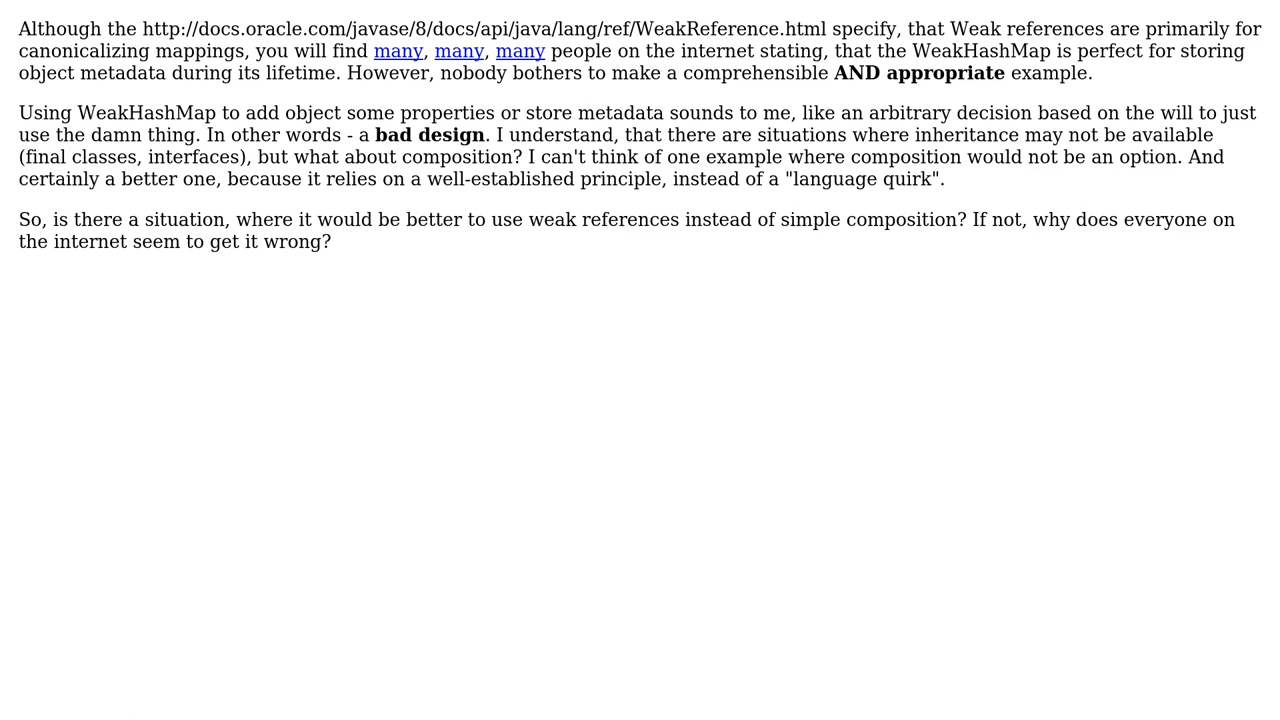 Although the http://docs.oracle.com/javase/8/docs/api/java/lang/ref/WeakReference.html specify, that Weak references are primarily for
canonicalizing mappings, you will find many, many, many people on the internet stating, that the WeakHashMap is perfect for storing
object metadata during its lifetime. However, nobody bothers to make a comprehensible AND appropriate example.
Using WeakHashMap to add object some properties or store metadata sounds to me, like an arbitrary decision based on the will to just
use the damn thing. In other words - a bad design. I understand, that there are situations where inheritance may not be available
(final classes, interfaces), but what about composition? I can't think of one example where composition would not be an option. And
certainly a better one, because it relies on a well-established principle, instead of a "language quirk".
So, is there a situation, where it would be better to use weak references instead of simple composition? If not, why does everyone on
the internet seem to get it wrong?